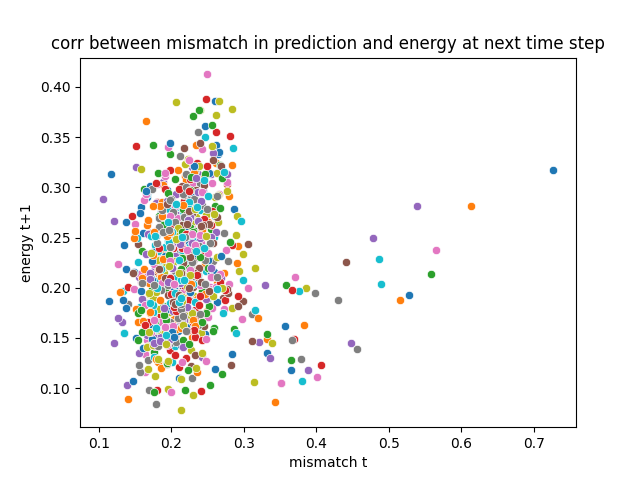 corr between mismatch in prediction and energy at next time step
0.40
0.35
0.30
0.25
0.20
0.15
0.10
energy t+1
0.1 0.2 0.3 0.4 0.5 0.6 0.7
mismatch t